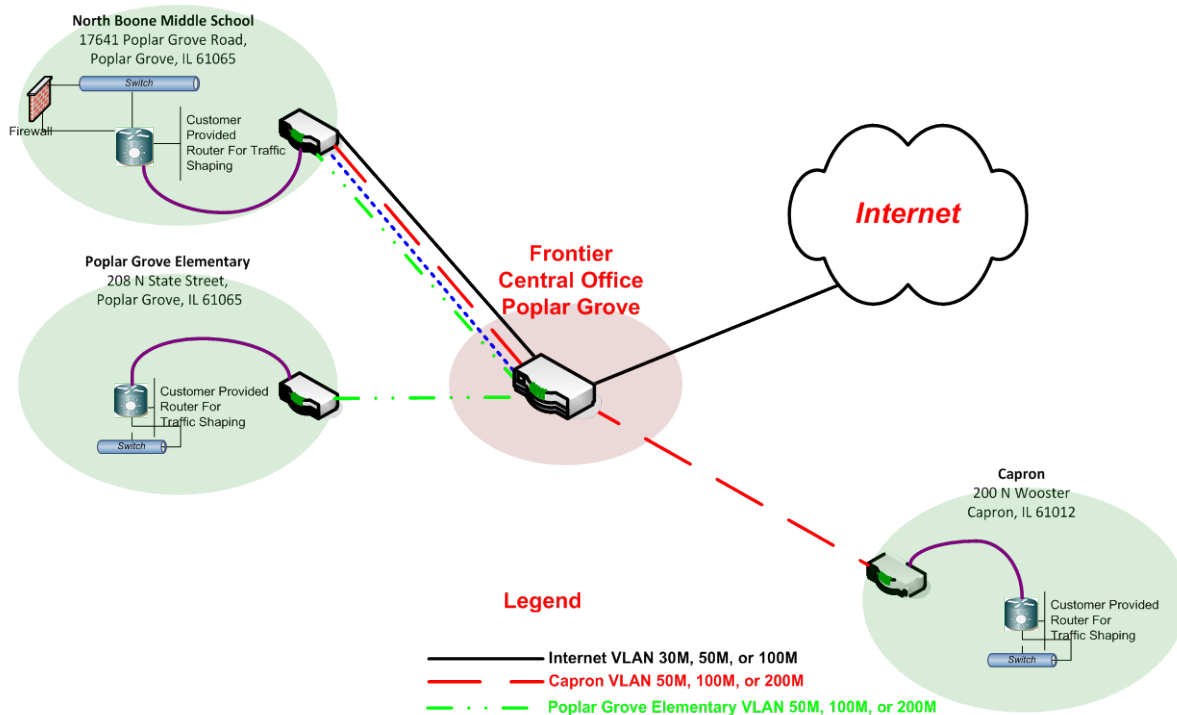 North Boone Middle School
17641 Poplar Grove Road,
Poplar Grove, IL 61065
Switch
Firewall
Customer
Provided
Router For Traffic
Shaping
Internet
Frontier
Central Office
Poplar Grove
Poplar Grove Elementary
208 N State Street,
Poplar Grove, IL 61065
Customer Provided
Router For
Traffic Shaping
Switch
Capron
200 N Wooster
Capron, IL 61012
Customer Provided
Router For
Traffic Shaping
Switch
Legend
Internet VLAN 30M, 50M, or 100M
Capron VLAN 50M, 100M, or 200M
Poplar Grove Elementary VLAN 50M, 100M, or 200M